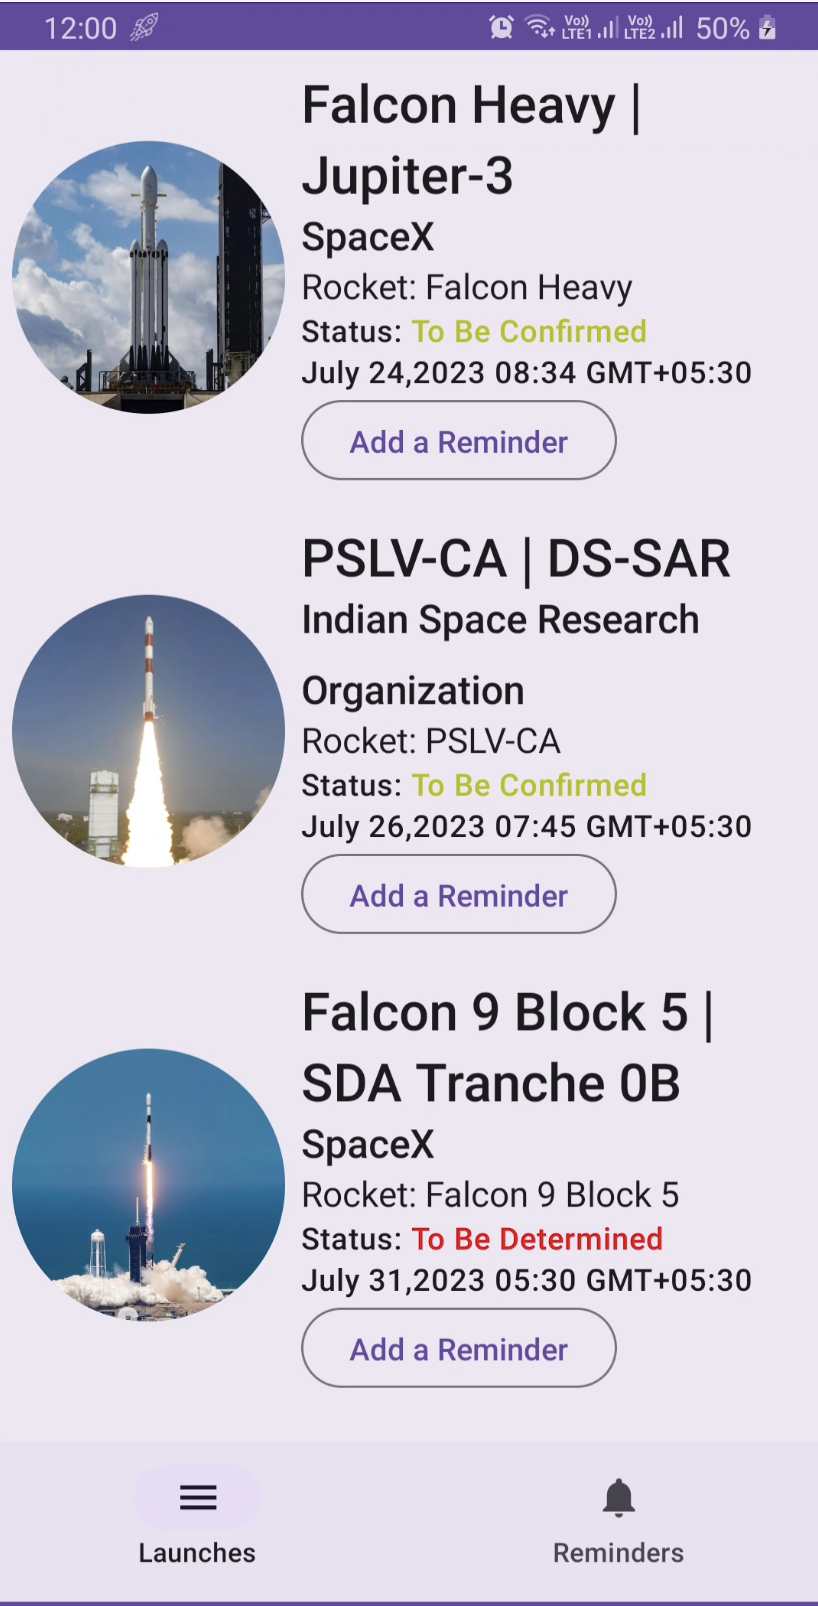 12:00 Vo)) LTE1 Vo)) LTE2 50%
Falcon Heavy |
Jupiter-3
SpaceX
Rocket: Falcon Heavy
Status: To Be Confirmed
July 24,2023 08:34 GMT+05:30
Add a Reminder
PSLV-CA | DS-SAR
Indian Space Research
Organization
Rocket: PSLV-CA
Status: To Be Confirmed
July 26,2023 07:45 GMT+05:30
Add a Reminder
Falcon 9 Block 5 |
SDA Tranche 0B
SpaceX
Rocket: Falcon 9 Block 5
Status: To Be Determined
July 31,2023 05:30 GMT+05:30
Add a Reminder
Launches Reminders